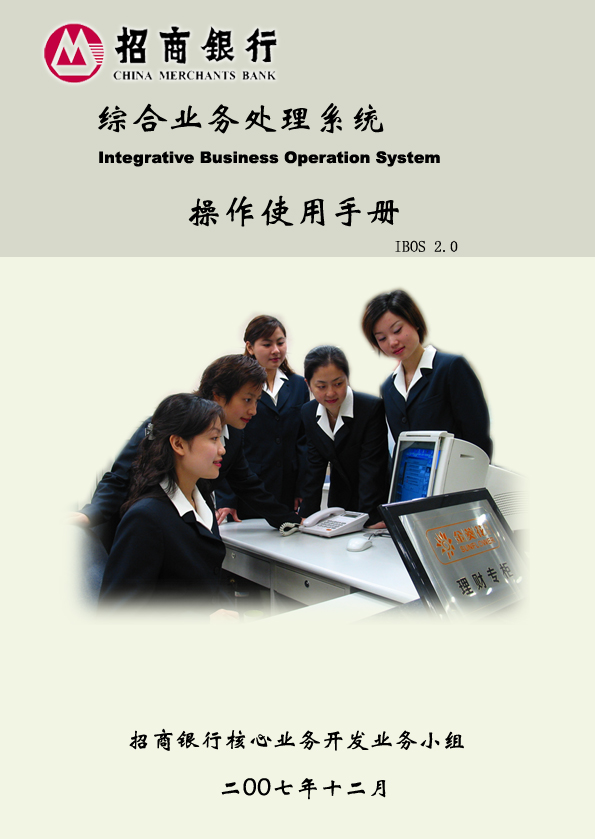 招商银行
CHINA MERCHANTS BANK
综合业务处理系统
Integrative Business Operation System
操作使用手册
IBOS 2.0
理财专柜
招商银行核心业务开发业务小组
二00七年十二月